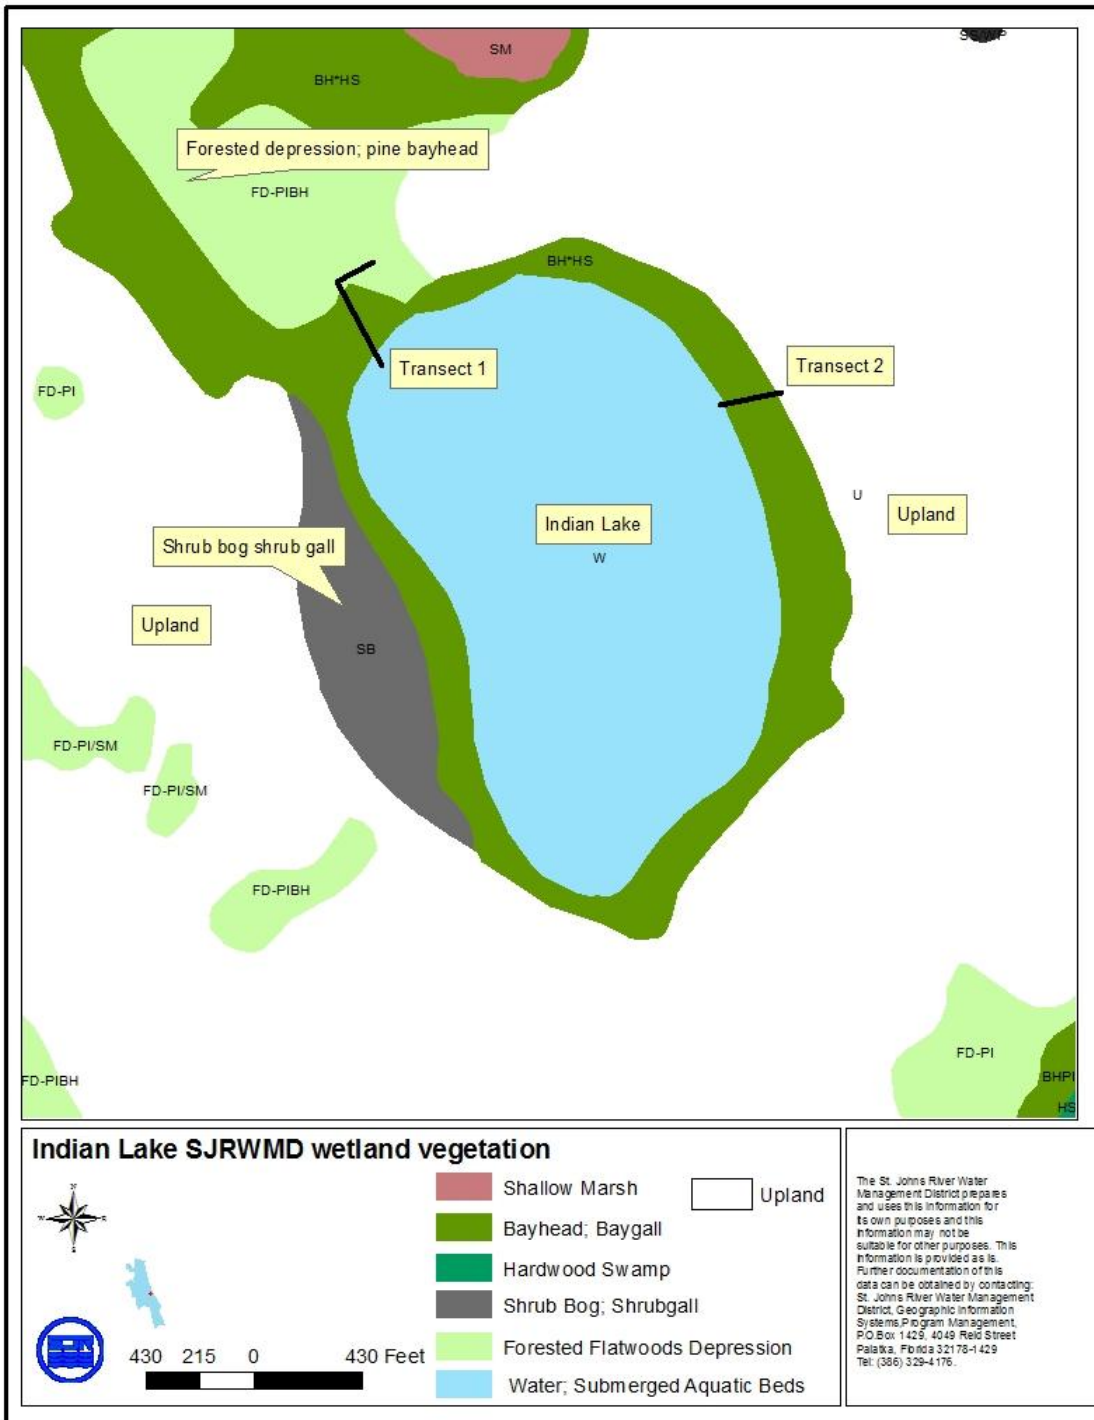 SM
SS/WP
BH*HS
Forested depression; pine bayhead
FD-PIBH
BH*HS
Transect 1
Transect 2
FD-PI
U
Upland
Indian Lake
W
Shrub bog shrub gall
Upland
SB
FD-PI/SM
FD-PI/SM
FD-PIBH
FD-PI
FD-PIBH
BHPI
HS
Indian Lake SJRWMD wetland vegetation
N
W
E
S
430 215 0 430 Feet
Shallow Marsh
Upland
Bayhead; Baygall
Hardwood Swamp
Shrub Bog; Shrubgall
Forested Flatwoods Depression
Water; Submerged Aquatic Beds
The St. Johns River Water
Management District prepares
and uses this information for
its own purposes and this
information may not be
suitable for other purposes. This
information is provided as is.
Further documentation of this
data can be obtained by contacting:
St. Johns River Water Management
District, Geographic Information
Systems,Program Management,
P.O.Box 1429, 4049 Reid Street
Palatka, Florida 32178-1429
Tel: (386) 329-4176.